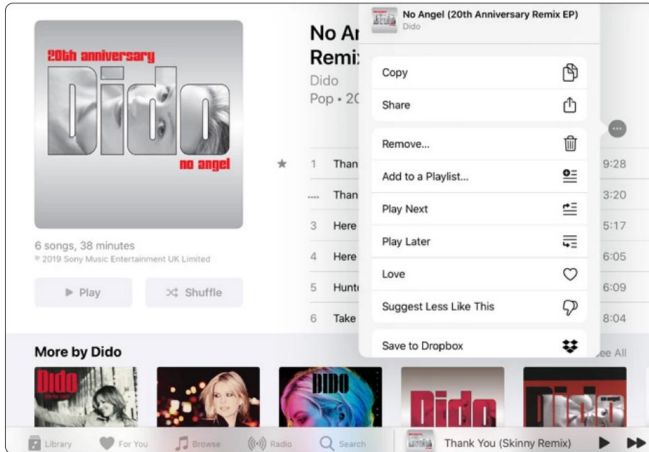 20th anniversary
Dido
no angel
6 songs, 38 minutes
℗ 2019 Sony Music Entertainment UK Limited
Play
Shuffle
No An
Remi
Dido
Pop • 20
1 Than 9:28
Than 3:20
3 Here 5:17
4 Here 6:05
5 Hunte 6:09
6 Take 8:04
No Angel (20th Anniversary Remix EP)
Dido
Copy
Share
Remove...
Add to a Playlist...
Play Next
Play Later
Love
Suggest Less Like This
Save to Dropbox
More by Dido
ee All
Dido
DIDO
Dido
no angel
Library
For You
Browse
Radio
Search
Thank You (Skinny Remix)